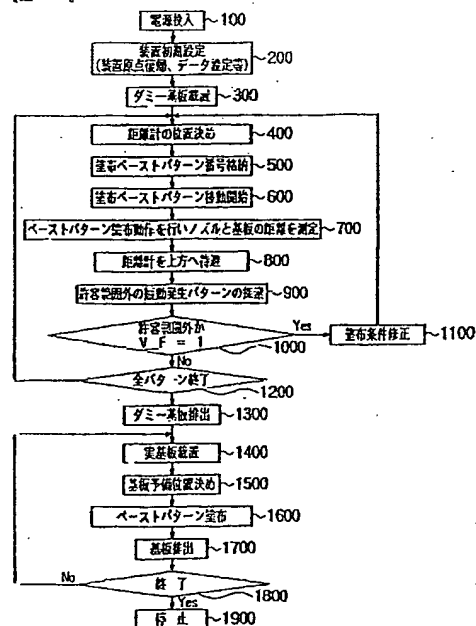 電源投入 100
装置初期設定
(装置原点復帰、データ設定等) 200
ダミー基板載置 300
距離計の位置決め 400
塗布ペーストパターン番号格納 500
塗布ペーストパターン移動開始 600
ペーストパターン塗布動作を行いノズルと基板の距離を測定 700
距離計を上方へ待避 800
許容範囲外の振動発生パターンの探索 900
許容範囲外か
V_F = 1
Yes
1000
塗布条件修正 1100
No
全パターン終了
1200
ダミー基板排出 1300
実基板載置 1400
基板予備位置決め 1500
ペーストパターン塗布 1600
基板排出 1700
No
終了
1800
Yes
停止 1900